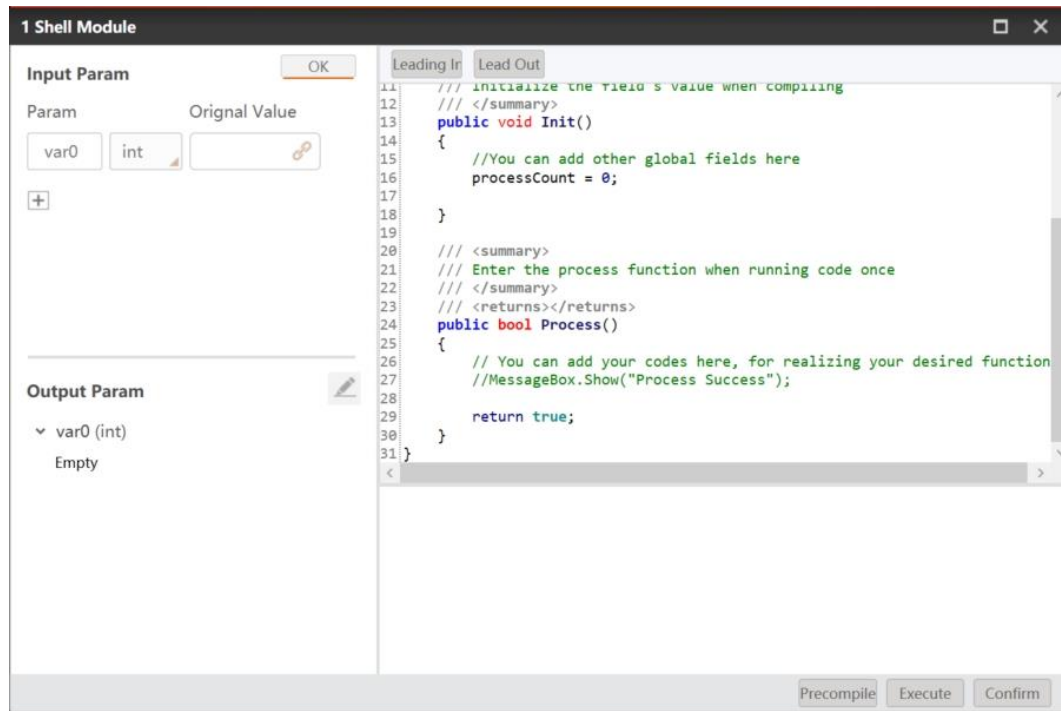 1 Shell Module
Input Param
OK
Param Orignal Value
var0 int
Output Param
var0 (int)
Empty
Leading In Lead Out
11 /// Initialize the field's value when compiling
12 /// </summary>
13 public void Init()
14 {
15 //You can add other global fields here
16 processCount = 0;
17
18 }
19
20 /// <summary>
21 /// Enter the process function when running code once
22 /// </summary>
23 /// <returns></returns>
24 public bool Process()
25 {
26 // You can add your codes here, for realizing your desired function
27 //MessageBox.Show("Process Success");
28
29 return true;
30 }
31 }
Precompile Execute Confirm